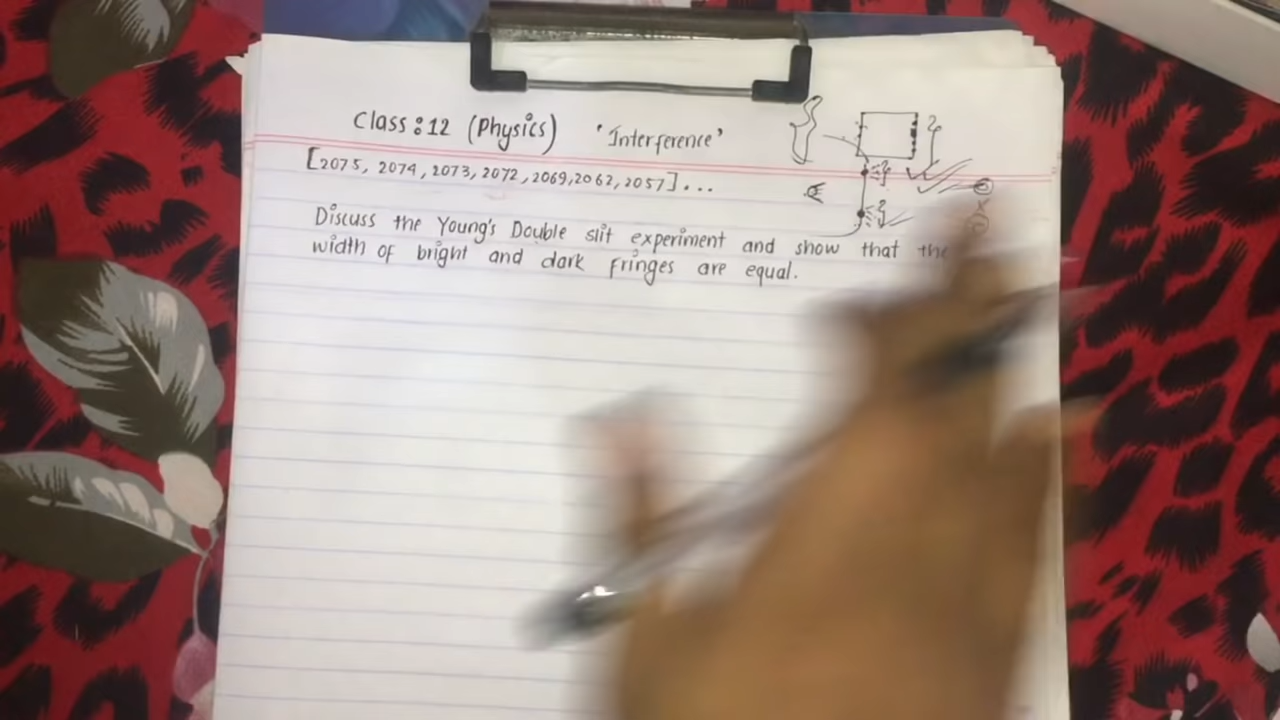 Class: 12 (Physics) 'Interference'
[2075, 2074, 2073, 2072, 2069, 2062, 2057]...
Discuss the Young's Double slit experiment and show that the
width of bright and dark fringes are equal.